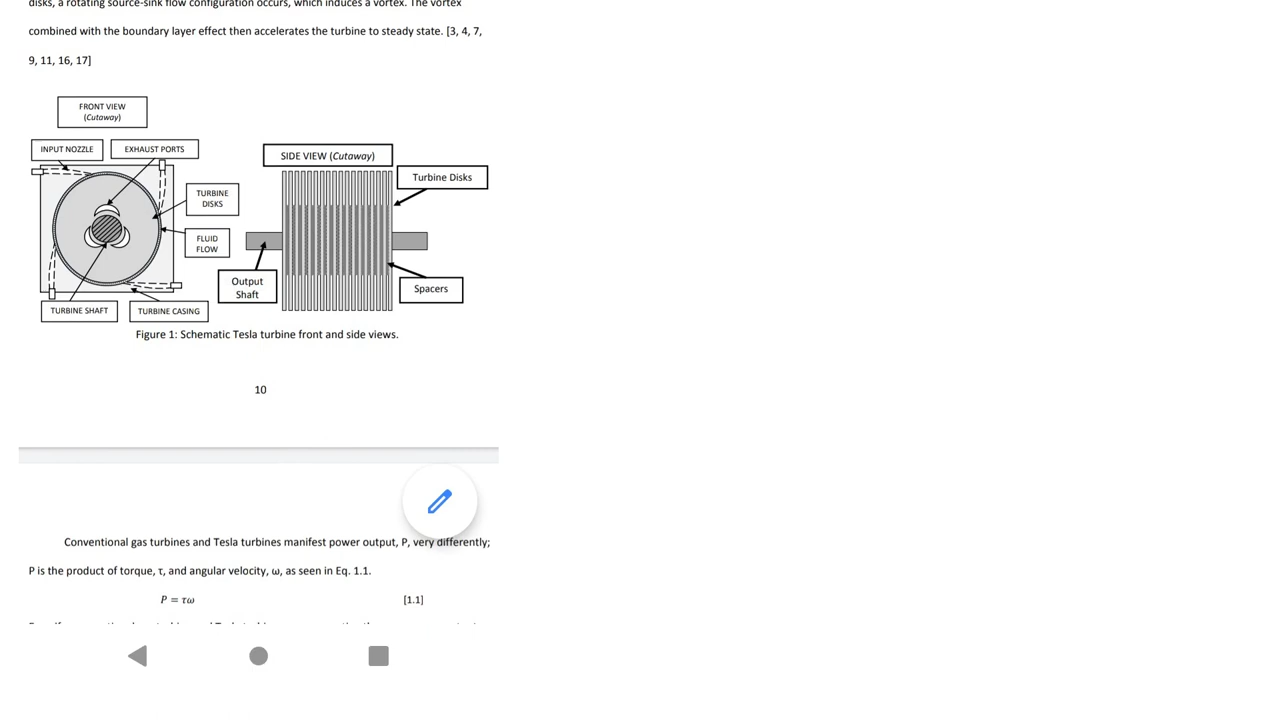 disks, a rotating source-sink flow configuration occurs, which induces a vortex. The vortex
combined with the boundary layer effect then accelerates the turbine to steady state. [3, 4, 7,
9, 11, 16, 17]
FRONT VIEW
(Cutaway)
INPUT NOZZLE
EXHAUST PORTS
SIDE VIEW (Cutaway)
Turbine Disks
TURBINE
DISKS
FLUID
FLOW
Output
Shaft
Spacers
TURBINE SHAFT
TURBINE CASING
Figure 1: Schematic Tesla turbine front and side views.
10
Conventional gas turbines and Tesla turbines manifest power output, P, very differently;
P is the product of torque, τ, and angular velocity, ω, as seen in Eq. 1.1.
P = τω [1.1]